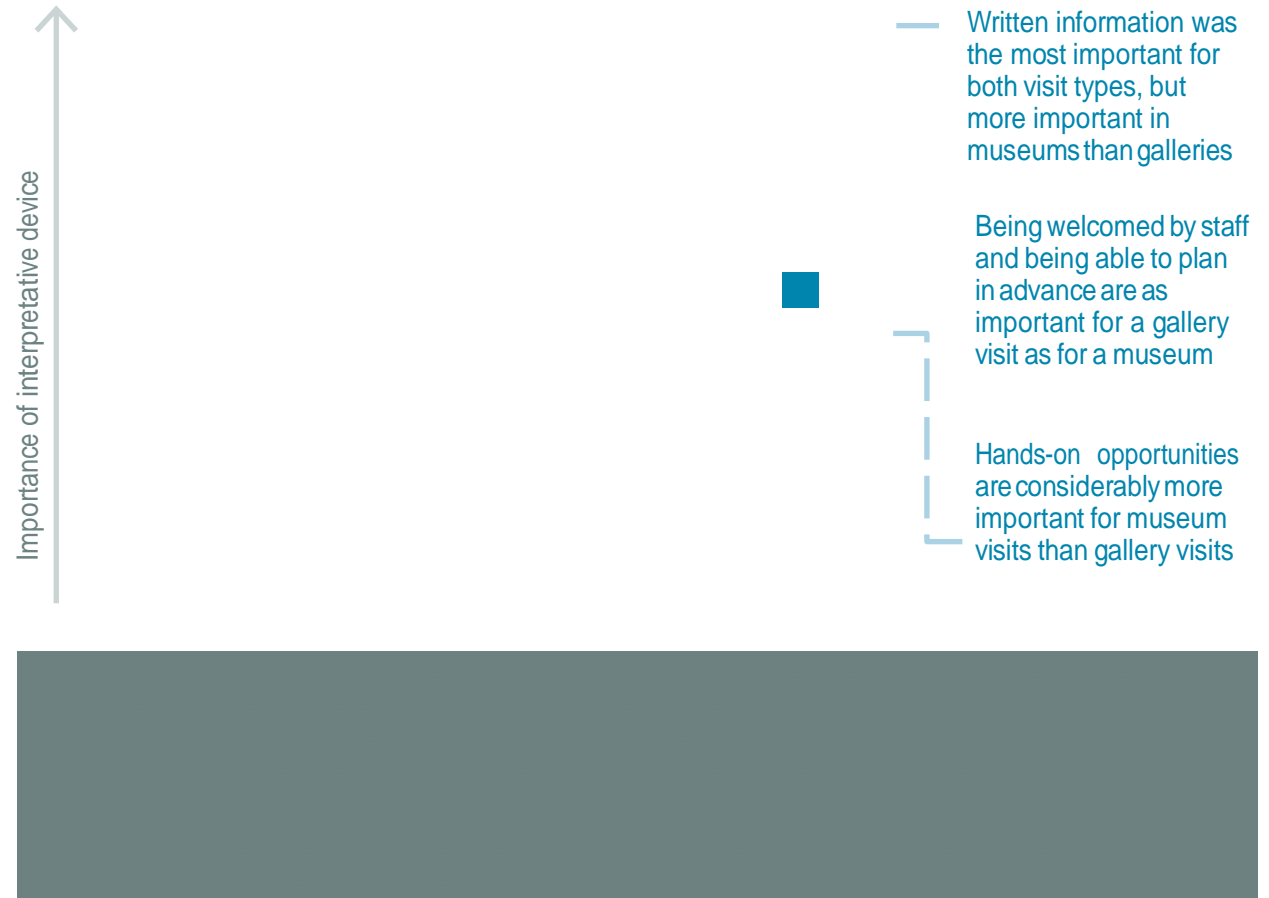 Importance of interpretative device
Written information was
the most important for
both visit types, but
more important in
museums than galleries
Being welcomed by staff
and being able to plan
in advance are as
important for a gallery
visit as for a museum
Hands-on opportunities
are considerably more
important for museum
visits than gallery visits